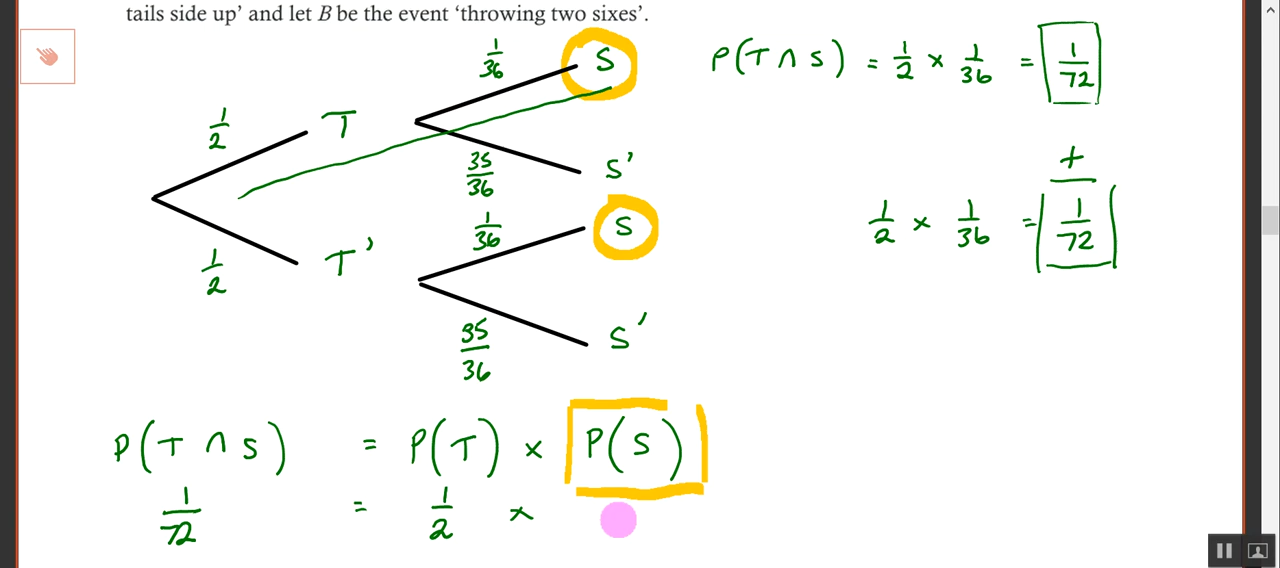 tails side up’ and let B be the event ‘throwing two sixes’.
1/36 S
P(T ∩ S) = 1/2 × 1/36 = 1/72
1/2 T
35/36 S'
+
1/36 S
1/2 × 1/36 = 1/72
1/2 T'
35/36 S'
P(T ∩ S) = P(T) × P(S)
1/72 = 1/2 ×